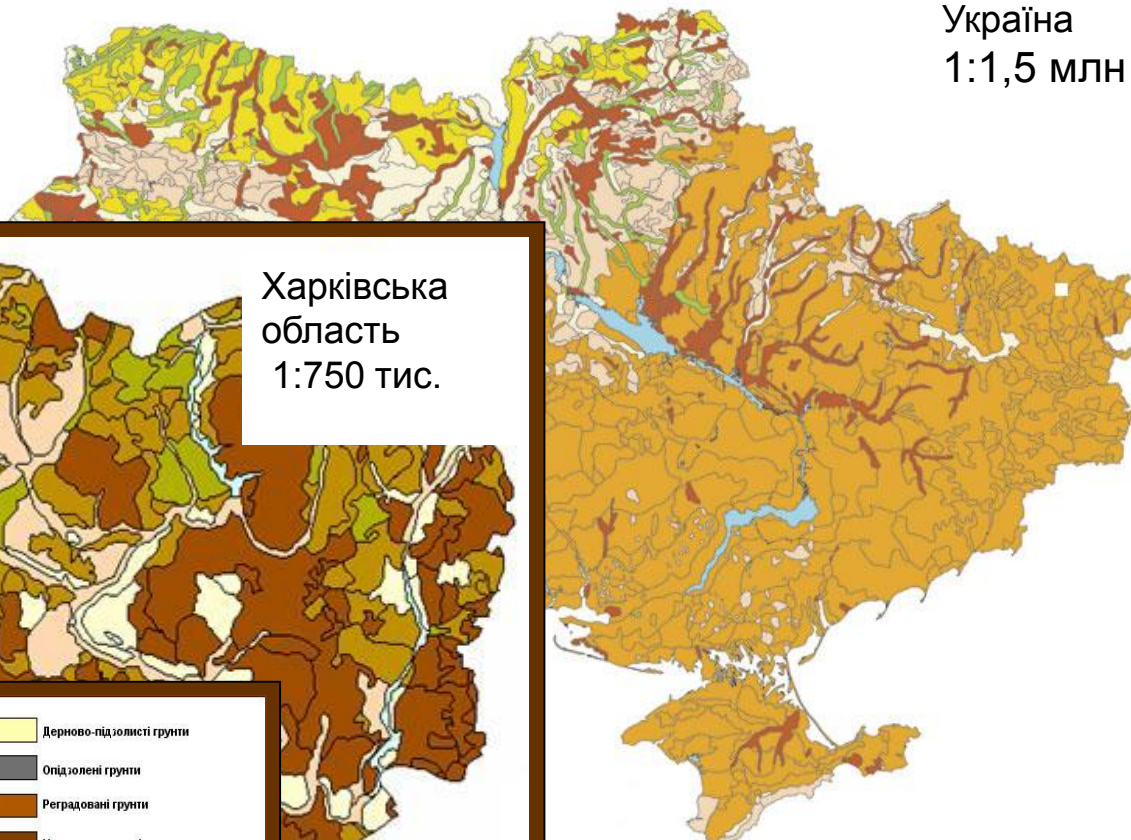 Україна
1:1,5 млн
Харківська
область
1:750 тис.
Дерново-підзолисті грунти
Опідзолені грунти
Реградовані грунти